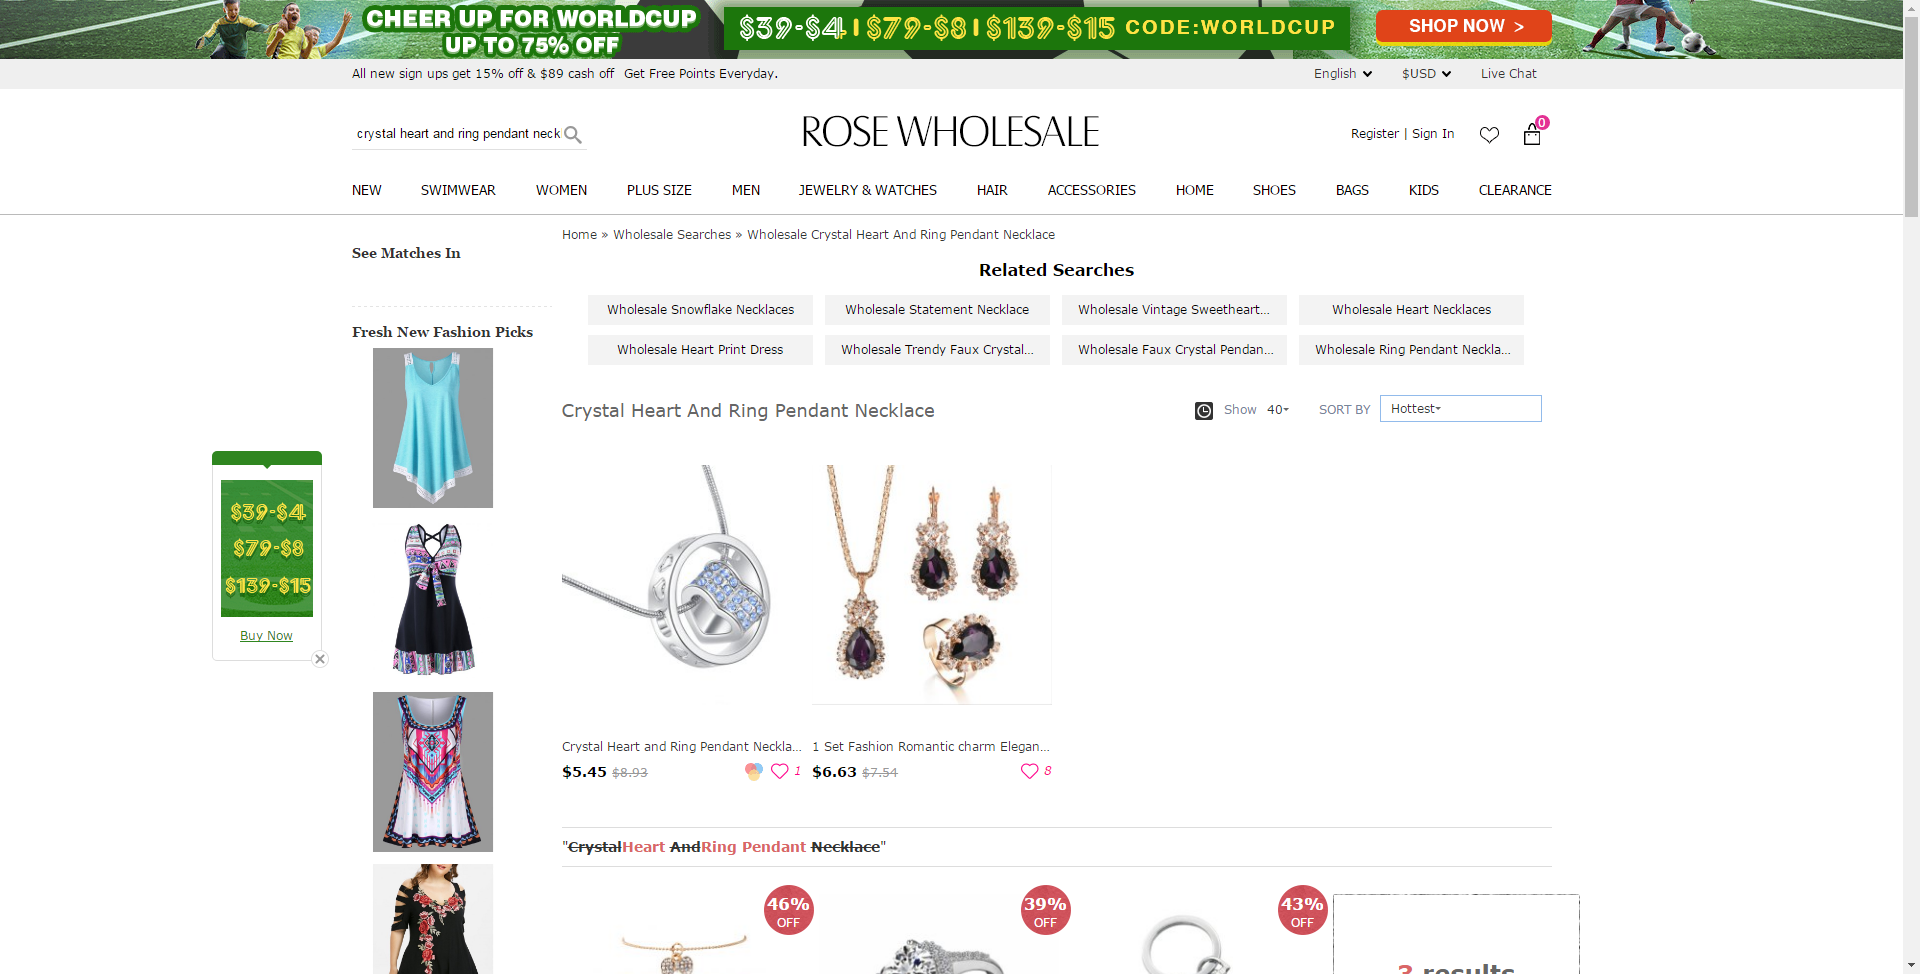 CHEER UP FOR WORLDCUP
UP TO 75% OFF
$39-$4 | $79-$8 | $139-$15 CODE:WORLDCUP
SHOP NOW >
All new sign ups get 15% off & $89 cash off Get Free Points Everyday.
English $USD Live Chat
crystal heart and ring pendant neck
ROSE WHOLESALE
Register | Sign In
0
NEW SWIMWEAR WOMEN PLUS SIZE MEN JEWELRY & WATCHES HAIR ACCESSORIES HOME SHOES BAGS KIDS CLEARANCE
Home » Wholesale Searches » Wholesale Crystal Heart And Ring Pendant Necklace
See Matches In
Related Searches
Wholesale Snowflake Necklaces Wholesale Statement Necklace Wholesale Vintage Sweetheart... Wholesale Heart Necklaces
Wholesale Heart Print Dress Wholesale Trendy Faux Crystal... Wholesale Faux Crystal Pendan... Wholesale Ring Pendant Neckla...
Fresh New Fashion Picks
Crystal Heart And Ring Pendant Necklace
Show 40 SORT BY Hottest
$39-$4
$79-$8
$139-$15
Buy Now
Crystal Heart and Ring Pendant Neckla... 1 Set Fashion Romantic charm Elegan...
$5.45 $8.93 1 $6.63 $7.54 8
"Crystal Heart And Ring Pendant Necklace"
46% OFF
39% OFF
43% OFF
3 results